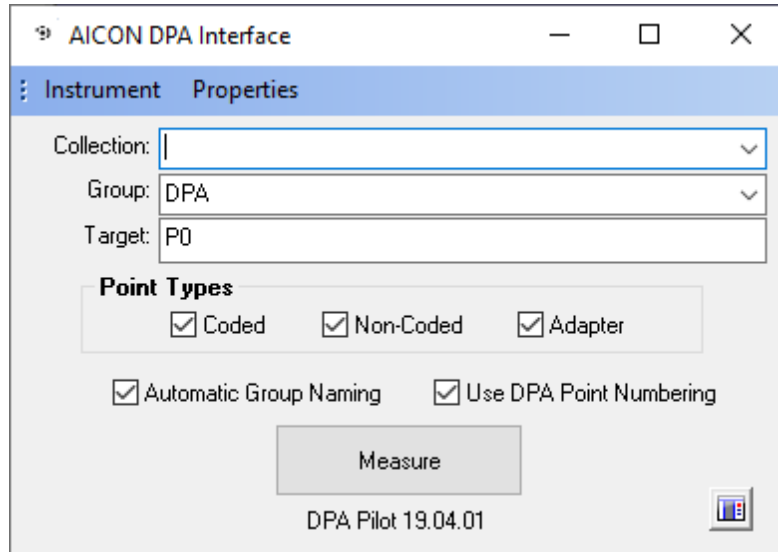 AICON DPA Interface
Instrument Properties
Collection:
Group: DPA
Target: P0
Point Types
Coded Non-Coded Adapter
Automatic Group Naming Use DPA Point Numbering
Measure
DPA Pilot 19.04.01